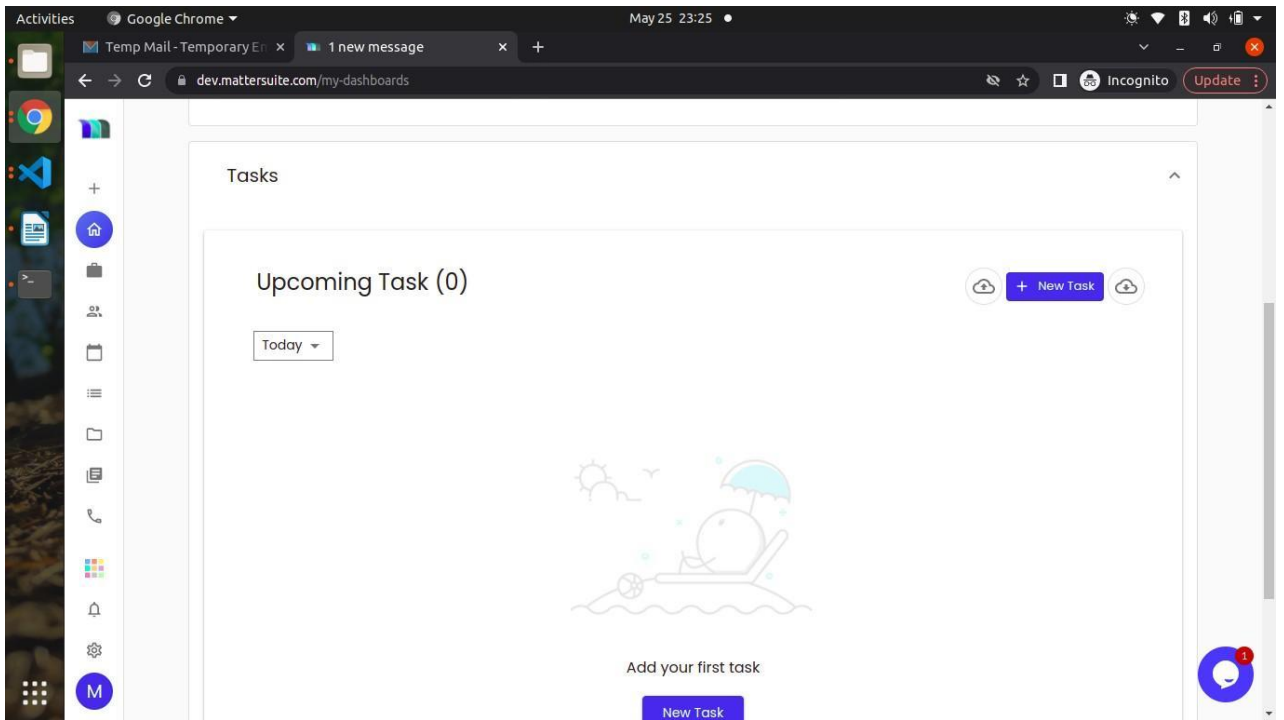 Activities Google Chrome May 25 23:25
Temp Mail - Temporary En 1 new message
dev.mattersuite.com/my-dashboards Incognito Update
Tasks
Upcoming Task (0)
+ New Task
Today
Add your first task
New Task
M
1